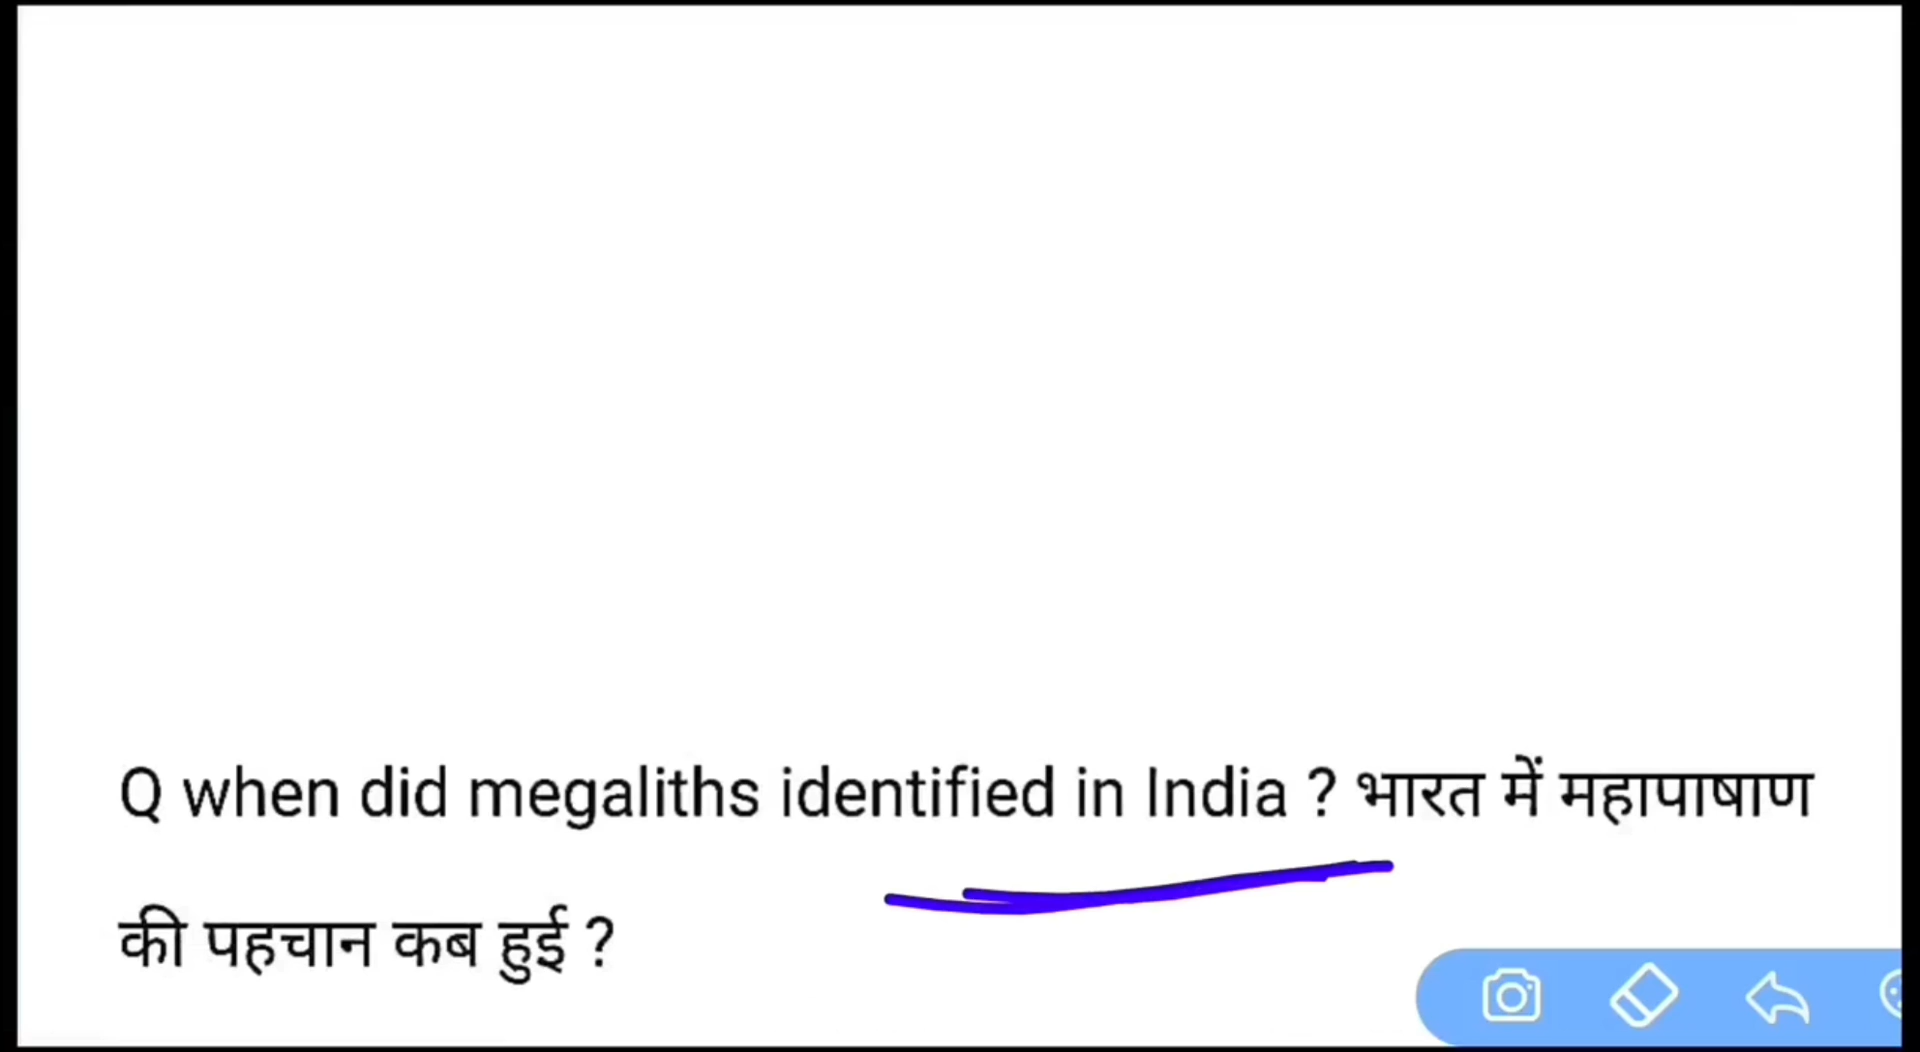 Q when did megaliths identified in India ? भारत में महापाषाण
की पहचान कब हुई ?